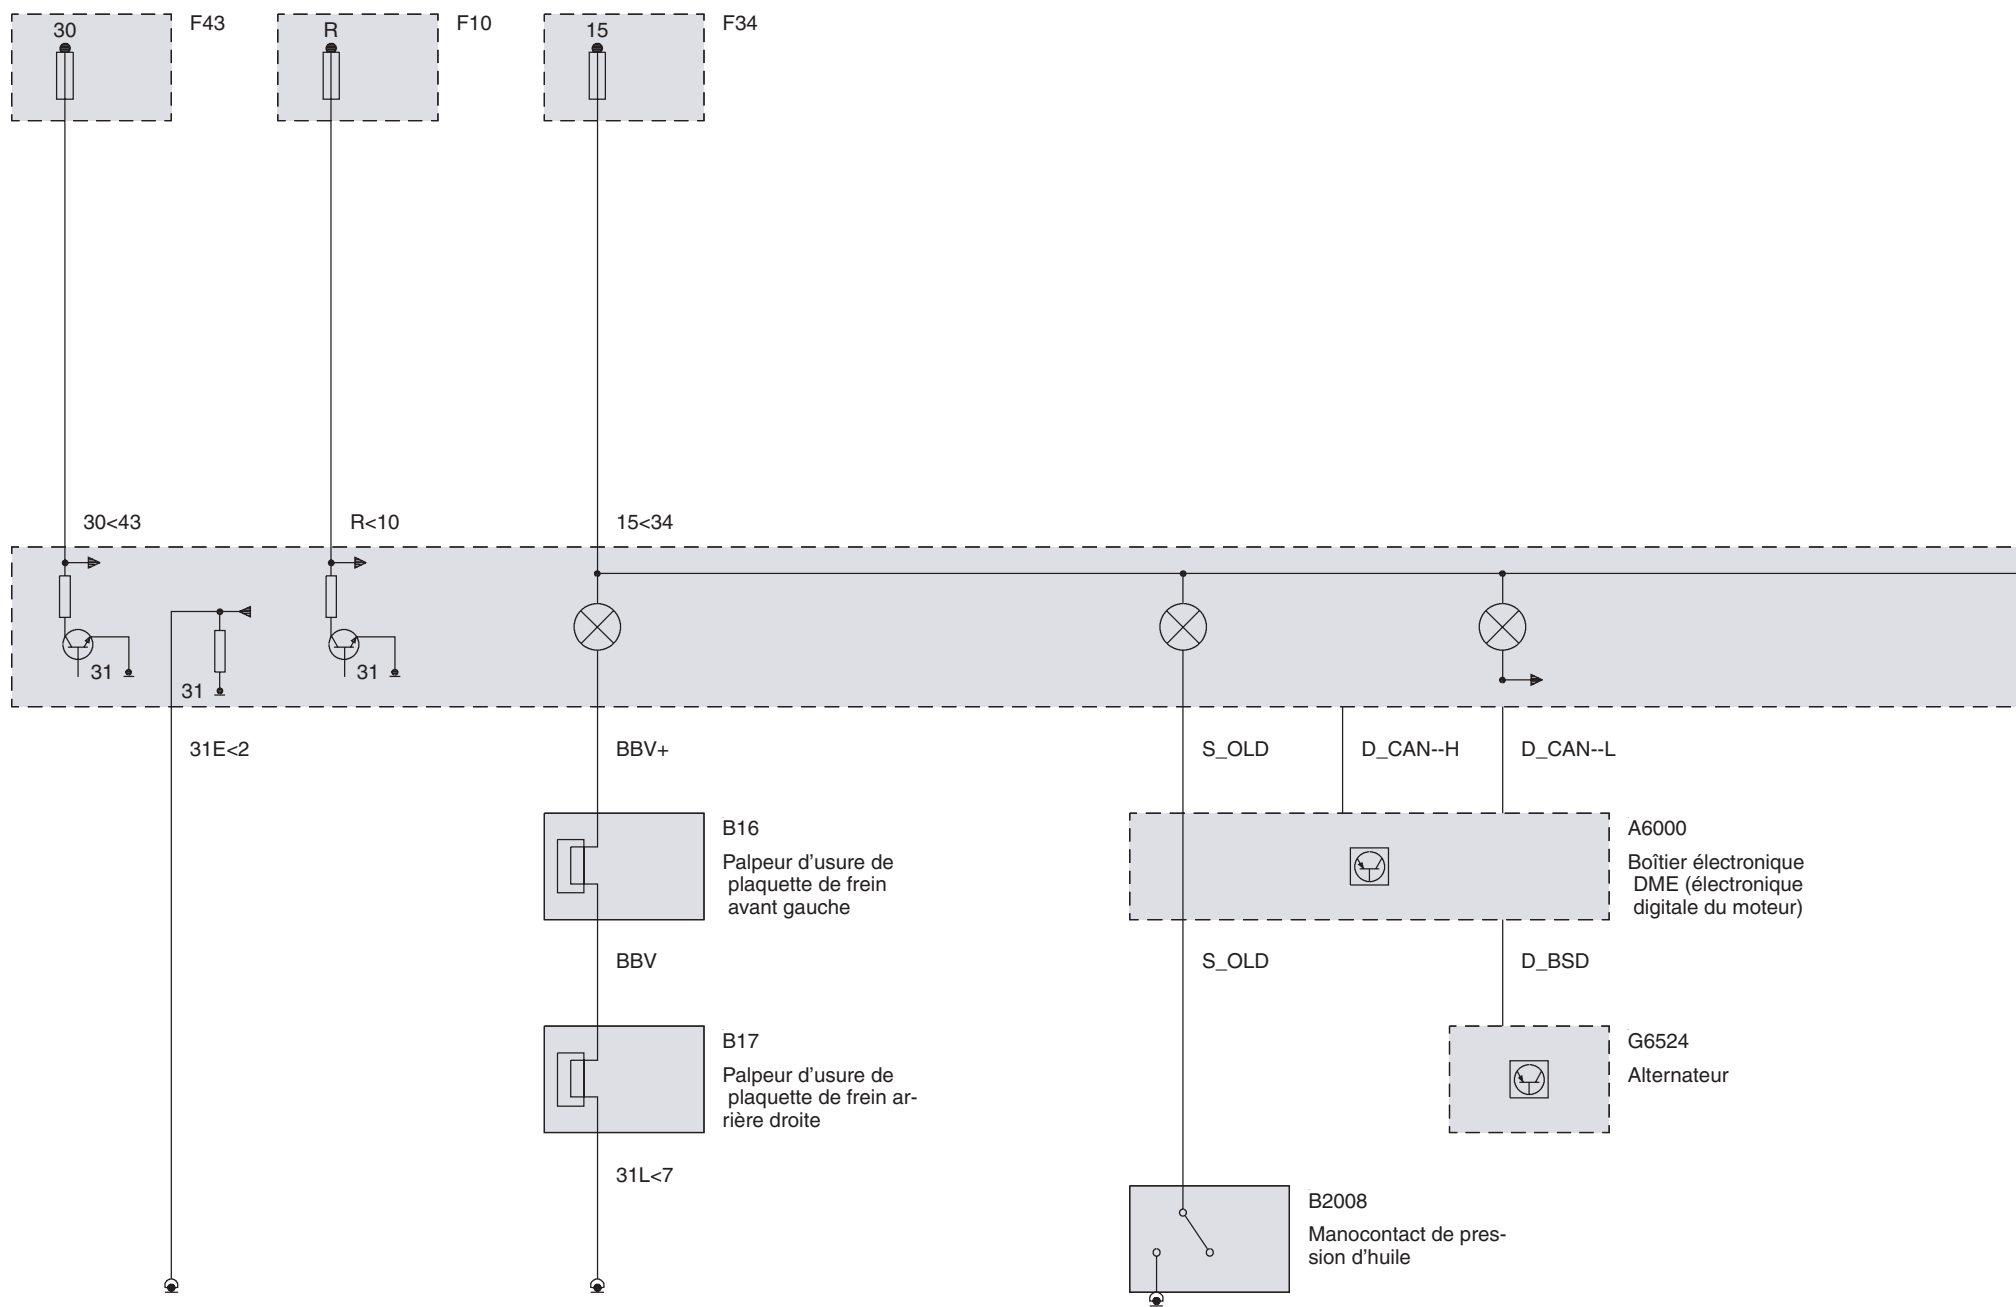 F43
F10
F34
30
R
15
30<43
R<10
15<34
31
31
31
31E<2
BBV+
S_OLD
D_CAN--H
D_CAN--L
B16
Palpeur d'usure de
plaquette de frein
avant gauche
A6000
Boîtier électronique
DME (électronique
digitale du moteur)
BBV
S_OLD
D_BSD
B17
Palpeur d'usure de
plaquette de frein ar-
rière droite
G6524
Alternateur
31L<7
B2008
Manocontact de pres-
sion d'huile